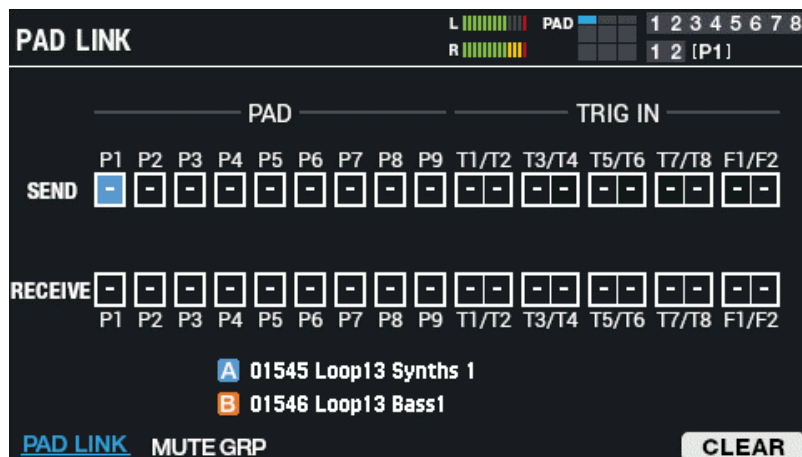 PAD LINK L PAD 1 2 3 4 5 6 7 8
R 1 2 [P1]
PAD TRIG IN
P1 P2 P3 P4 P5 P6 P7 P8 P9 T1/T2 T3/T4 T5/T6 T7/T8 F1/F2
SEND - - - - - - - - - - - - - - - - - - -
RECEIVE - - - - - - - - - - - - - - - - - - -
P1 P2 P3 P4 P5 P6 P7 P8 P9 T1/T2 T3/T4 T5/T6 T7/T8 F1/F2
A 01545 Loop13 Synths 1
B 01546 Loop13 Bass1
PAD LINK MUTE GRP CLEAR